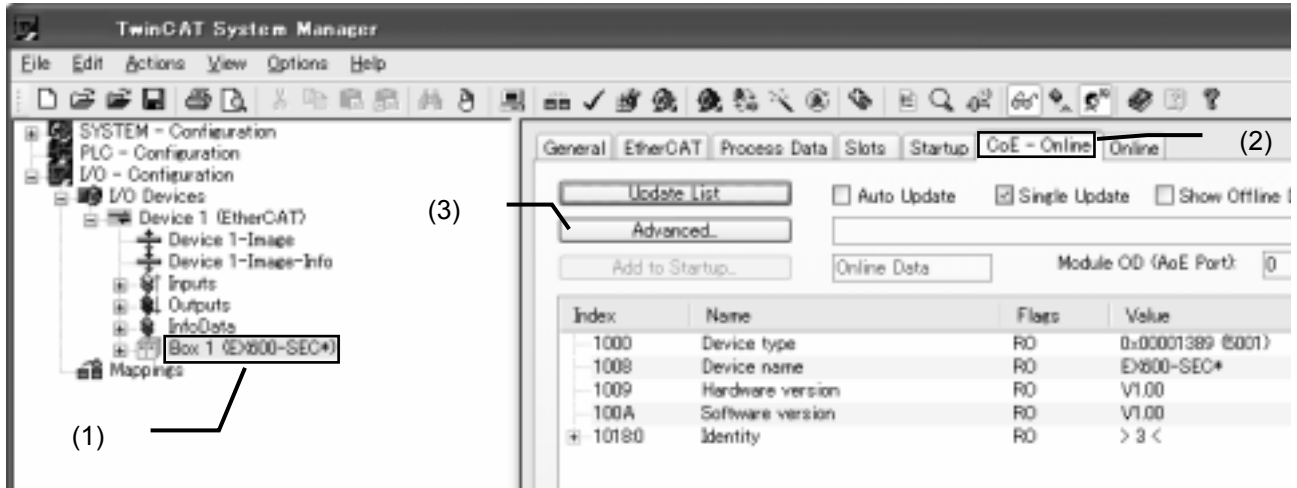 TwinCAT System Manager
File Edit Actions View Options Help
SYSTEM - Configuration
PLC - Configuration
I/O - Configuration
I/O Devices
Device 1 (EtherCAT)
Device 1-Image
Device 1-Image-Info
Inputs
Outputs
InfoData
Box 1 (EX600-SEC*)
Mappings
(1)
General EtherCAT Process Data Slots Startup CoE - Online Online
(2)
Update List Auto Update Single Update Show Offline D
(3)
Advanced...
Add to Startup... Online Data Module OD (AoE Port): 0
Index Name Flags Value
1000 Device type RO 0x00001389 (5001)
1008 Device name RO EX600-SEC*
1009 Hardware version RO V1.00
100A Software version RO V1.00
1018:0 Identity RO > 3 <